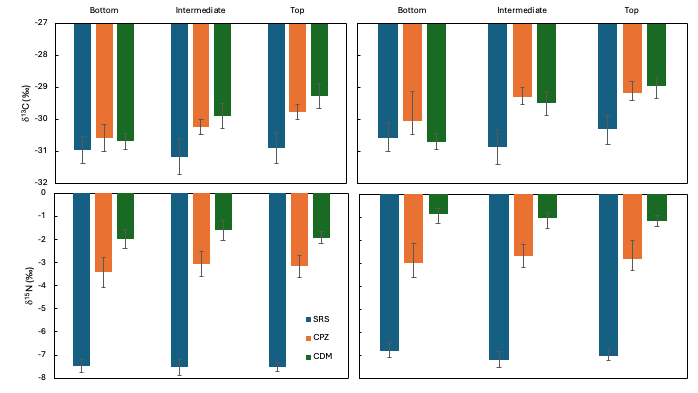 Bottom Intermediate Top Bottom Intermediate Top
-27
-28
-29
-30
-31
-32
δ¹³C (‰)
0
-1
-2
-3
-4
-5
-6
-7
-8
δ¹⁵N (‰)
SRS
CPZ
CDM